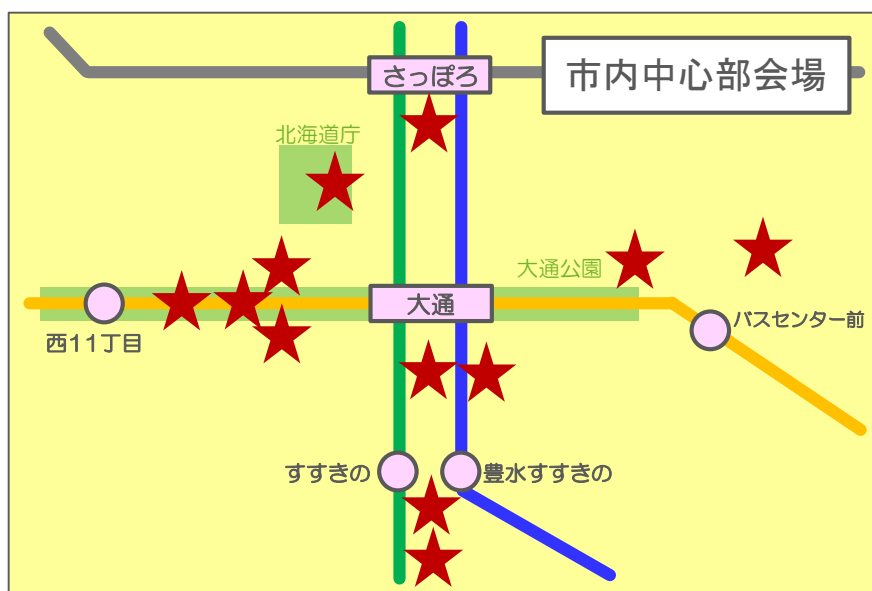 さっぽろ
市内中心部会場
北海道庁
大通公園
大通
バスセンター前
西11丁目
すすきの
豊水すすきの